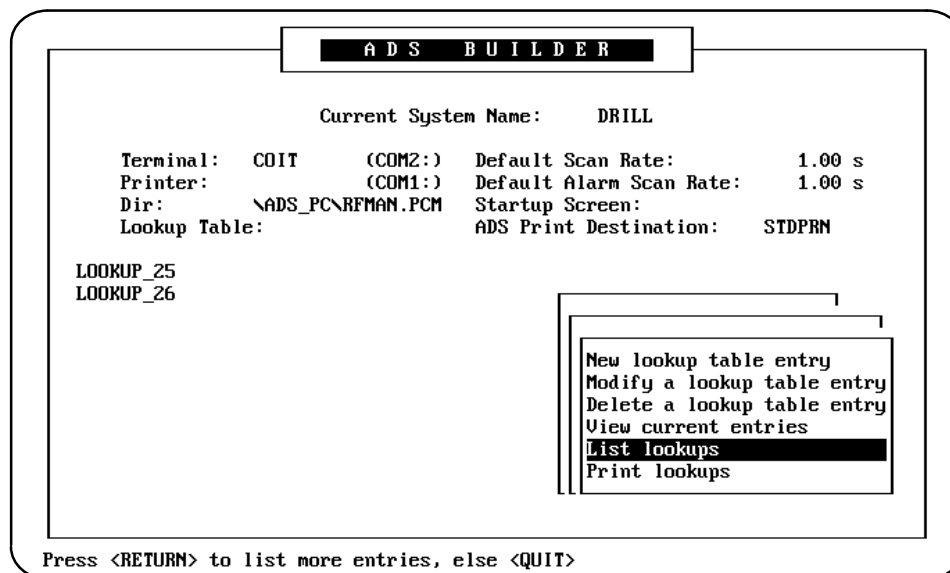 ADS BUILDER
Current System Name: DRILL
Terminal: COIT (COM2:) Default Scan Rate: 1.00 s
Printer: (COM1:) Default Alarm Scan Rate: 1.00 s
Dir: \ADS_PC\RFMAN.PCM Startup Screen:
Lookup Table: ADS Print Destination: STDPRN
LOOKUP_25
LOOKUP_26
New lookup table entry
Modify a lookup table entry
Delete a lookup table entry
View current entries
List lookups
Print lookups
Press <RETURN> to list more entries, else <QUIT>